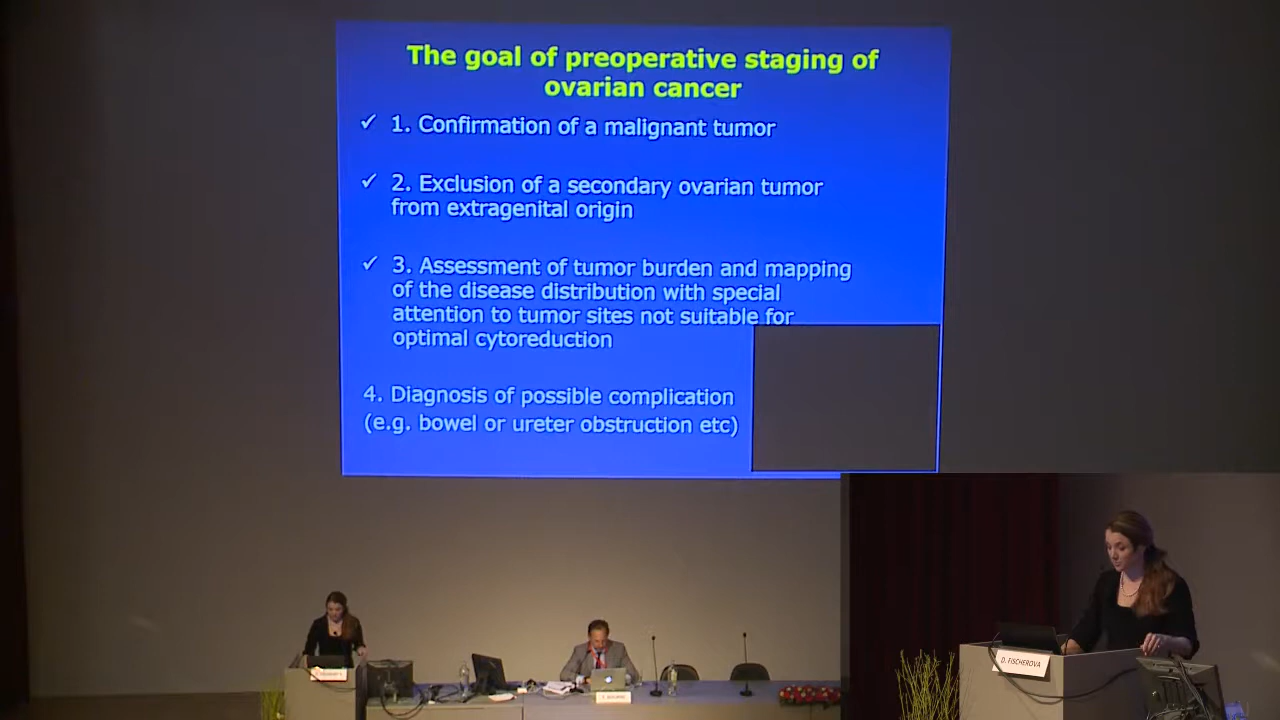 The goal of preoperative staging of
ovarian cancer
✓ 1. Confirmation of a malignant tumor
✓ 2. Exclusion of a secondary ovarian tumor
from extragenital origin
✓ 3. Assessment of tumor burden and mapping
of the disease distribution with special
attention to tumor sites not suitable for
optimal cytoreduction
4. Diagnosis of possible complication
(e.g. bowel or ureter obstruction etc)
D. FISCHEROVA